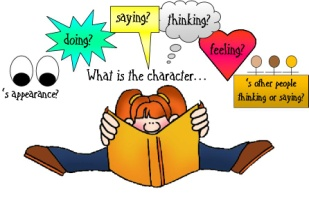 saying?
thinking?
doing?
feeling?
What is the character...
's appearance?
's other people
thinking or saying?